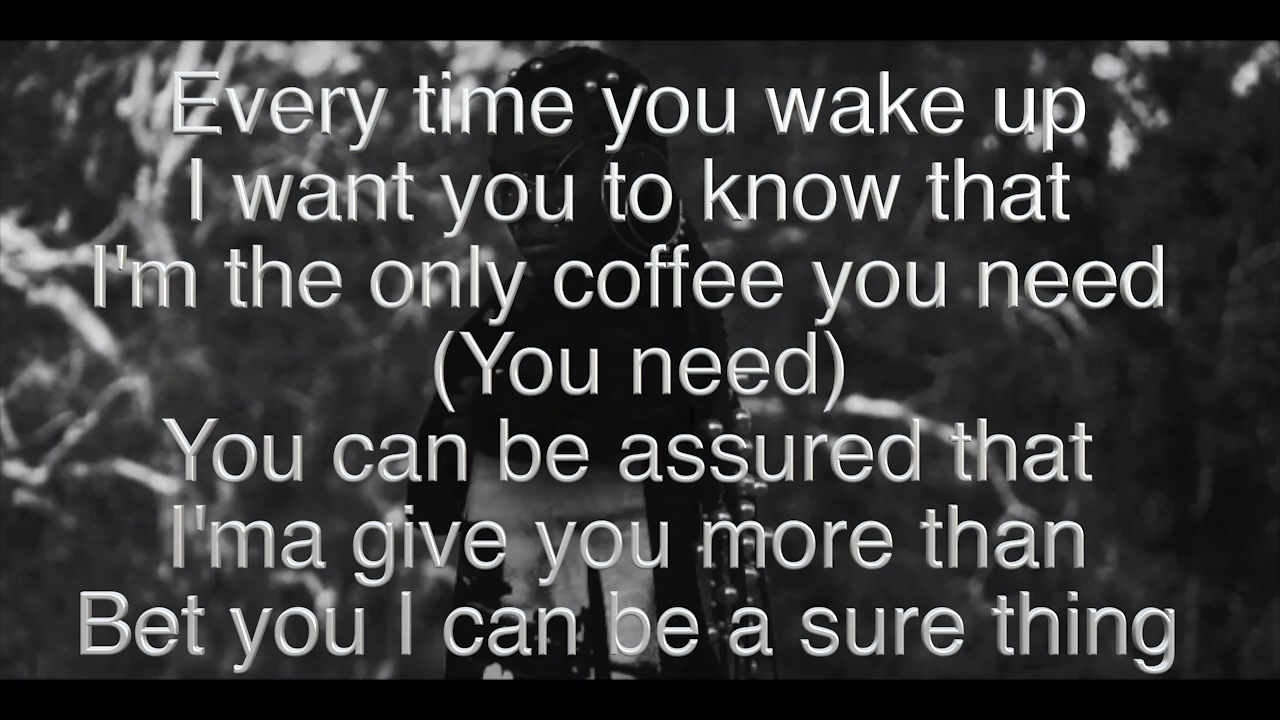 Every time you wake up
I want you to know that
I'm the only coffee you need
(You need)
You can be assured that
I'ma give you more than
Bet you I can be a sure thing